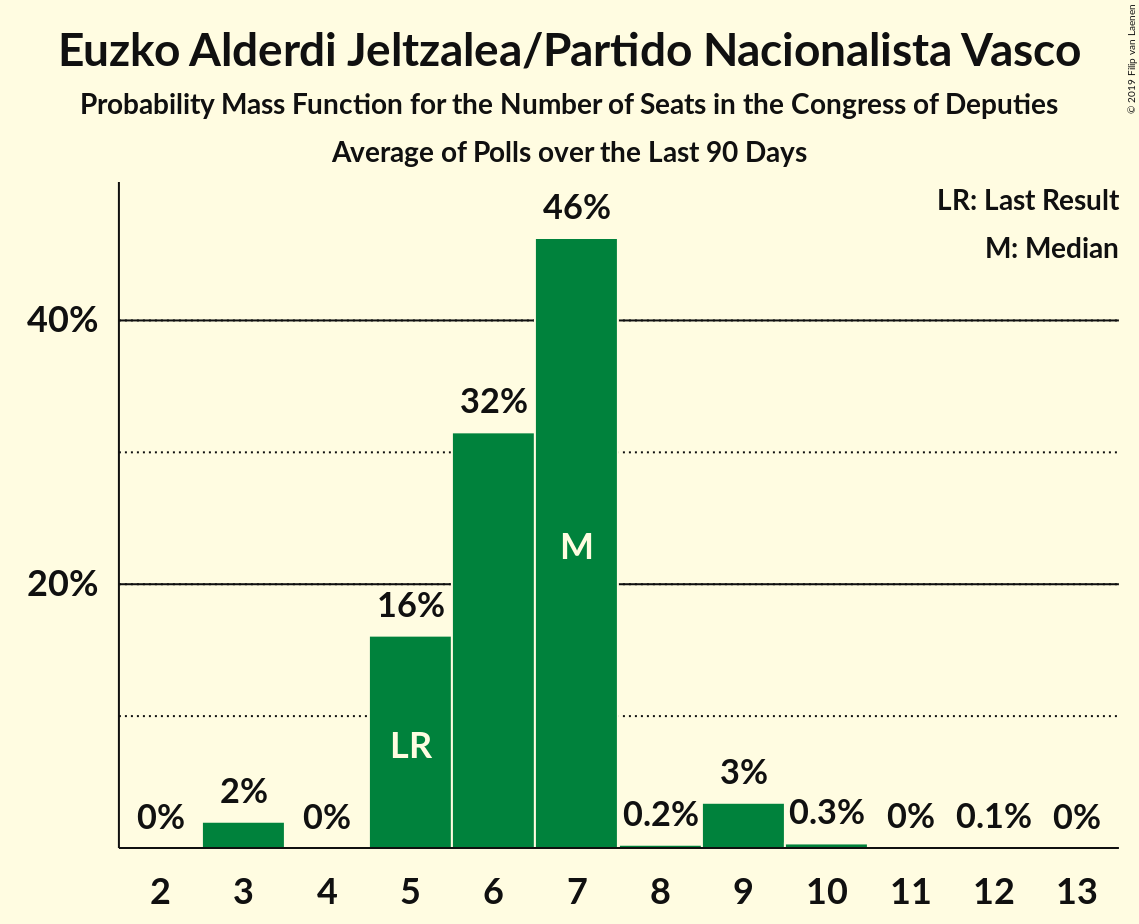 Euzko Alderdi Jeltzalea/Partido Nacionalista Vasco
Probability Mass Function for the Number of Seats in the Congress of Deputies
Average of Polls over the Last 90 Days
© 2019 Filip van Laenen
LR: Last Result
M: Median
46%
40%
32%
M
20%
16%
LR
0% 2% 0% 0.2% 3% 0.3% 0% 0.1% 0%
2 3 4 5 6 7 8 9 10 11 12 13